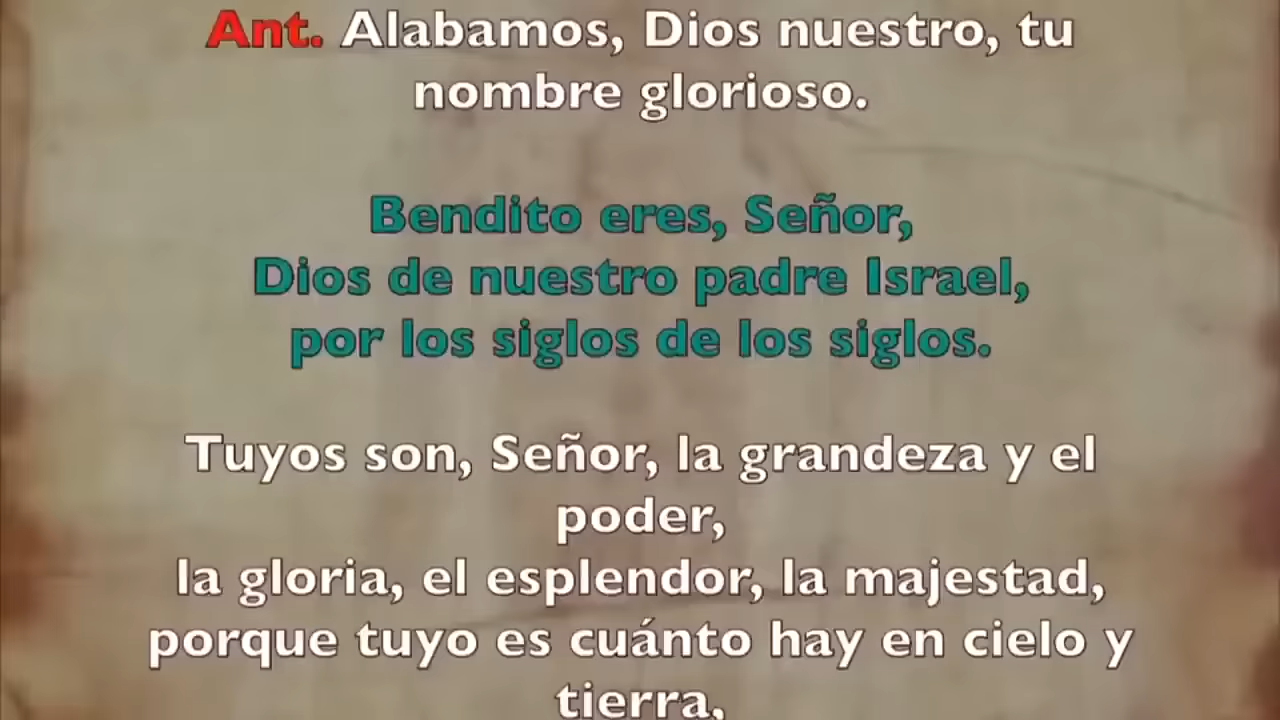 Ant. Alabamos, Dios nuestro, tu
nombre glorioso.
Bendito eres, Señor,
Dios de nuestro padre Israel,
por los siglos de los siglos.
Tuyos son, Señor, la grandeza y el
poder,
la gloria, el esplendor, la majestad,
porque tuyo es cuánto hay en cielo y
tierra,